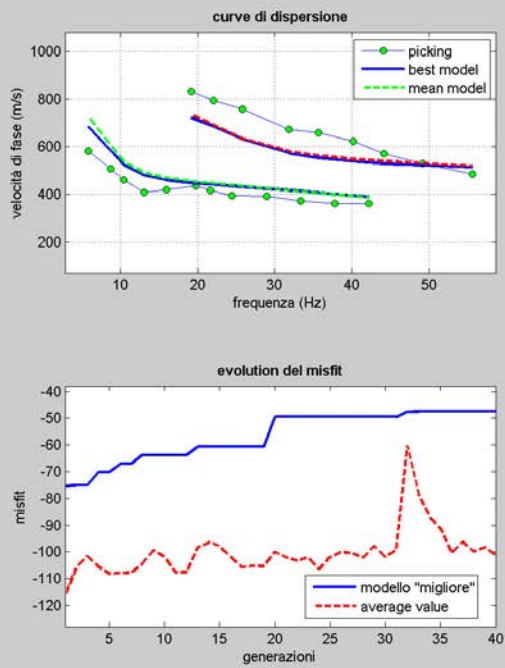 curve di dispersione
1000
800
600
400
200
velocità di fase (m/s)
picking
best model
mean model
10 20 30 40 50
frequenza (Hz)
evolution del misfit
-40
-50
-60
-70
-80
-90
-100
-110
-120
misfit
modello "migliore"
average value
5 10 15 20 25 30 35 40
generazioni